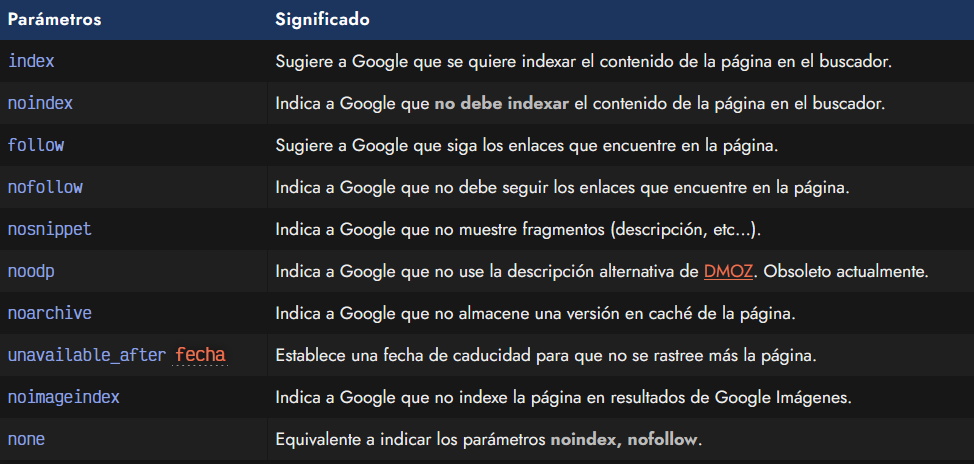 Parámetros Significado
index Sugiere a Google que se quiere indexar el contenido de la página en el buscador.
noindex Indica a Google que no debe indexar el contenido de la página en el buscador.
follow Sugiere a Google que siga los enlaces que encuentre en la página.
nofollow Indica a Google que no debe seguir los enlaces que encuentre en la página.
nosnippet Indica a Google que no muestre fragmentos (descripción, etc...).
noodp Indica a Google que no use la descripción alternativa de DMOZ. Obsoleto actualmente.
noarchive Indica a Google que no almacene una versión en caché de la página.
unavailable_after fecha Establece una fecha de caducidad para que no se rastree más la página.
noimageindex Indica a Google que no indexe la página en resultados de Google Imágenes.
none Equivalente a indicar los parámetros noindex, nofollow.